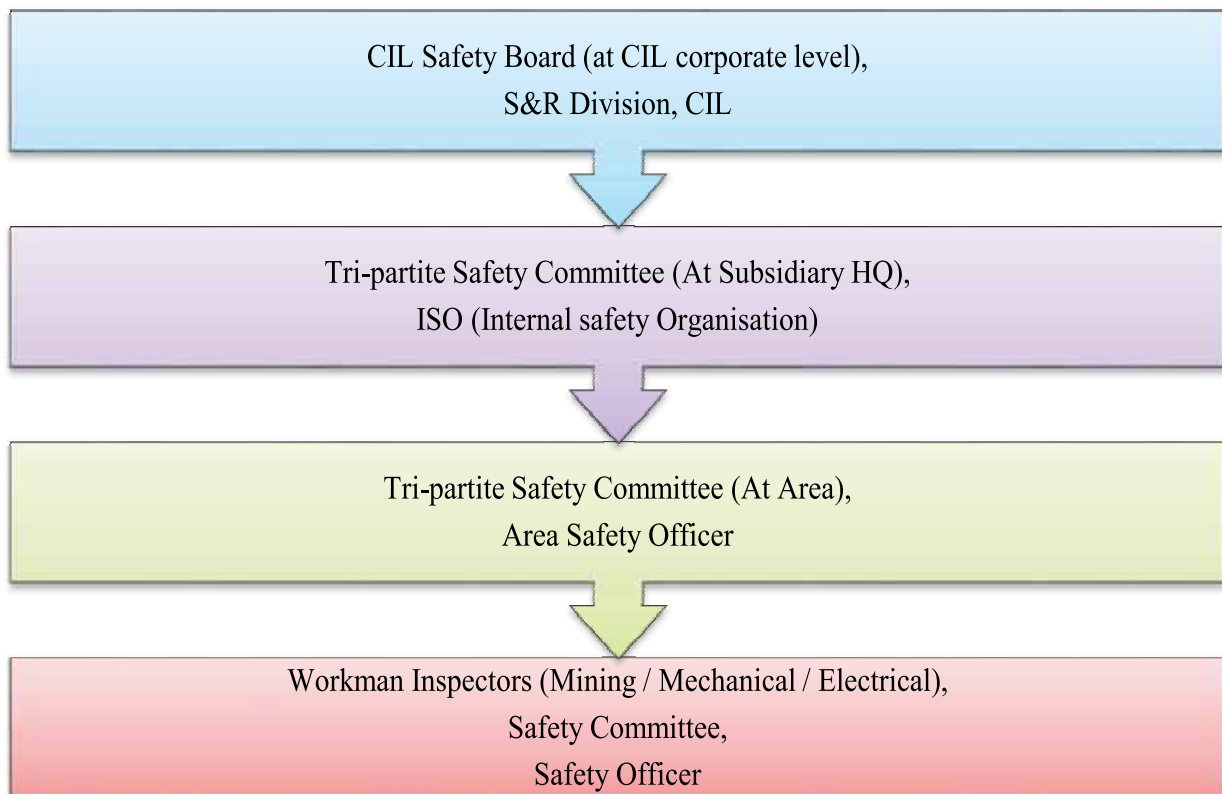 CIL Safety Board (at CIL corporate level),
S&R Division, CIL
Tri-partite Safety Committee (At Subsidiary HQ),
ISO (Internal safety Organisation)
Tri-partite Safety Committee (At Area),
Area Safety Officer
Workman Inspectors (Mining / Mechanical / Electrical),
Safety Committee,
Safety Officer